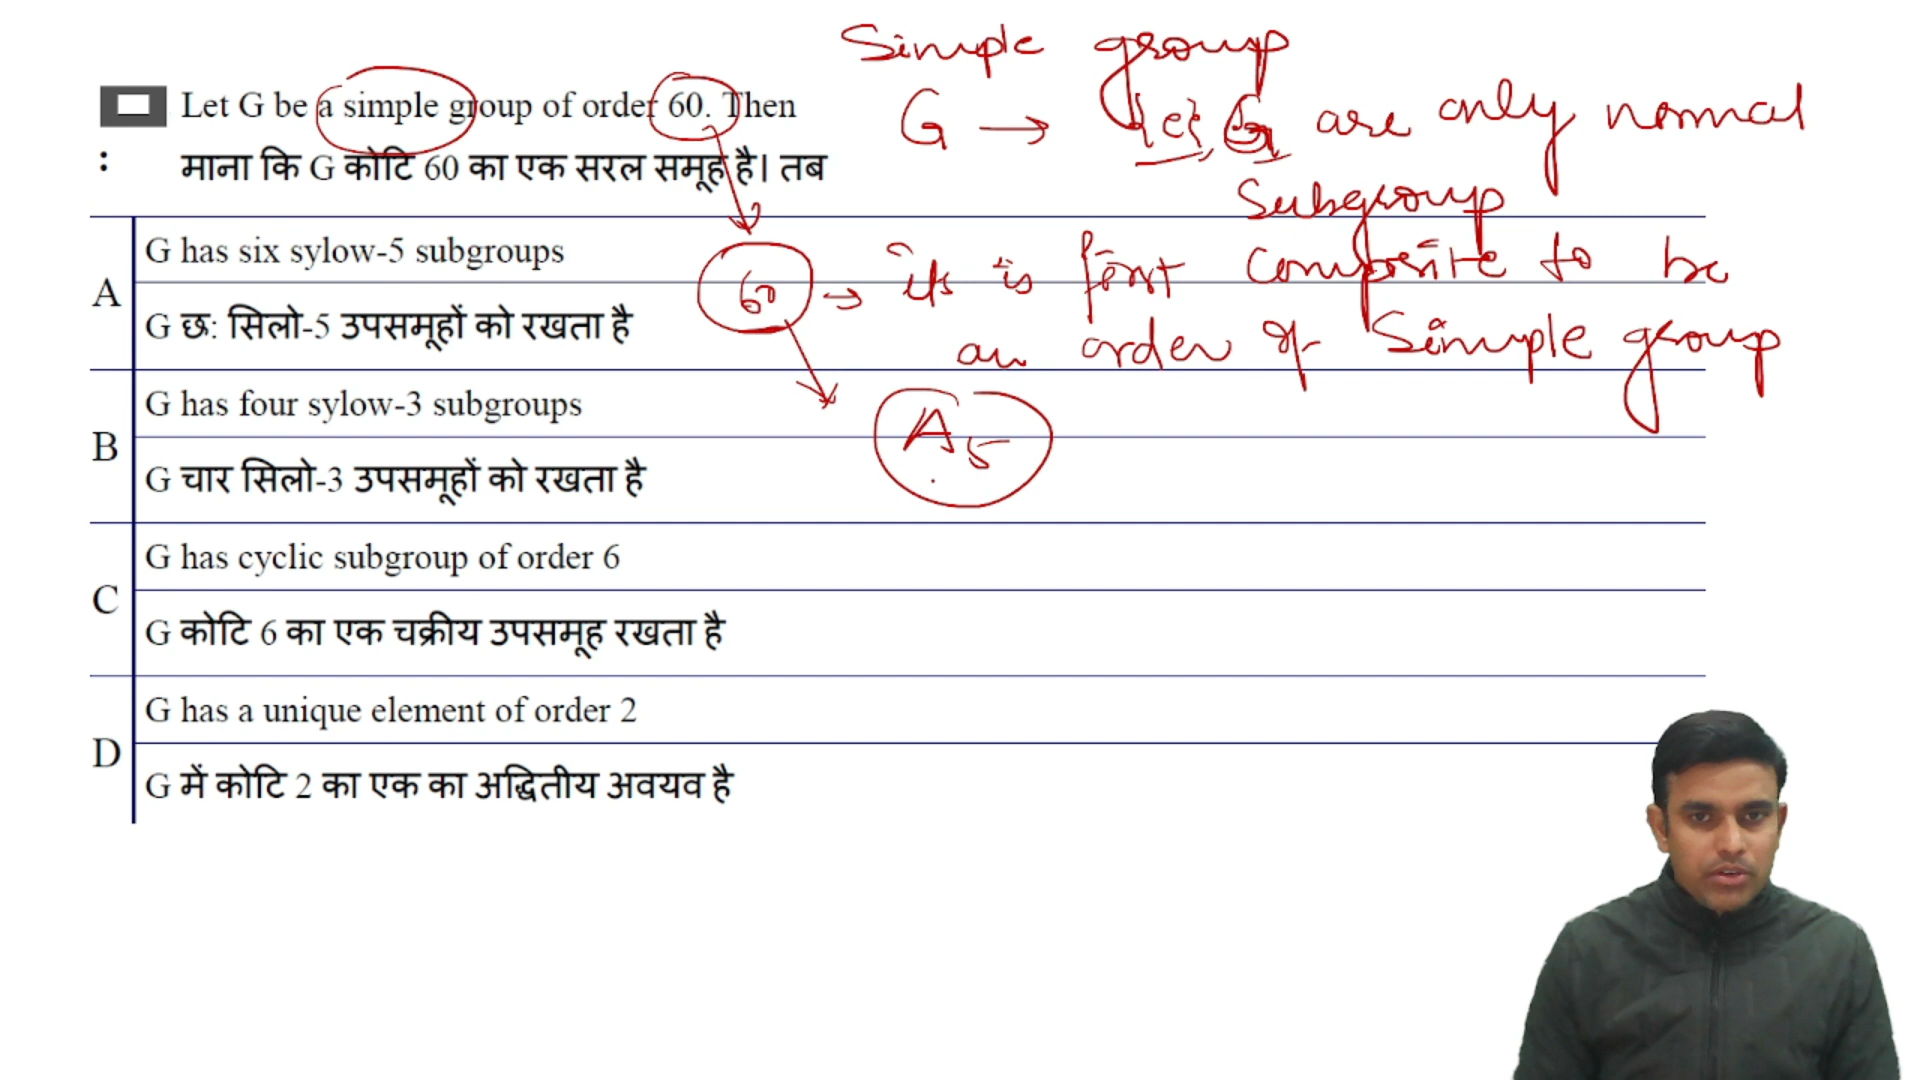 Simple group
Let G be a simple group of order 60. Then
G → {e}, G are only normal
: माना कि G कोटि 60 का एक सरल समूह है। तब
Subgroup
A
G has six sylow-5 subgroups
60 → its is first composite to be
G छ: सिलो-5 उपसमूहों को रखता है
an order of Simple group
B
G has four sylow-3 subgroups
A5
G चार सिलो-3 उपसमूहों को रखता है
C
G has cyclic subgroup of order 6
G कोटि 6 का एक चक्रीय उपसमूह रखता है
D
G has a unique element of order 2
G में कोटि 2 का एक का अद्धितीय अवयव है